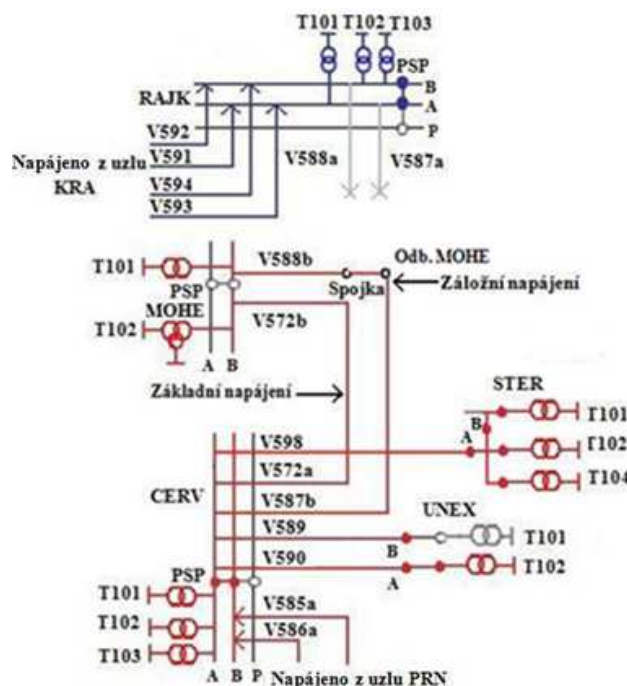 T101 T102 T103
PSP
B
RAJK
A
V592
P
Napájeno z uzlu
V591
V588a
V587a
KRA
V594
V593
Odb. MOHE
T101
V588b
PSP
Spojka
Záložní napájení
MOHE
T102
V572b
A B
Základní napájení
STER
B
T101
V598
A
T102
V572a
CERV
T104
V587b
UNEX
V589
B
T101
V590
PSP
A
T102
T101
V585a
T102
V586a
T103
A B P
Napájeno z uzlu PRN